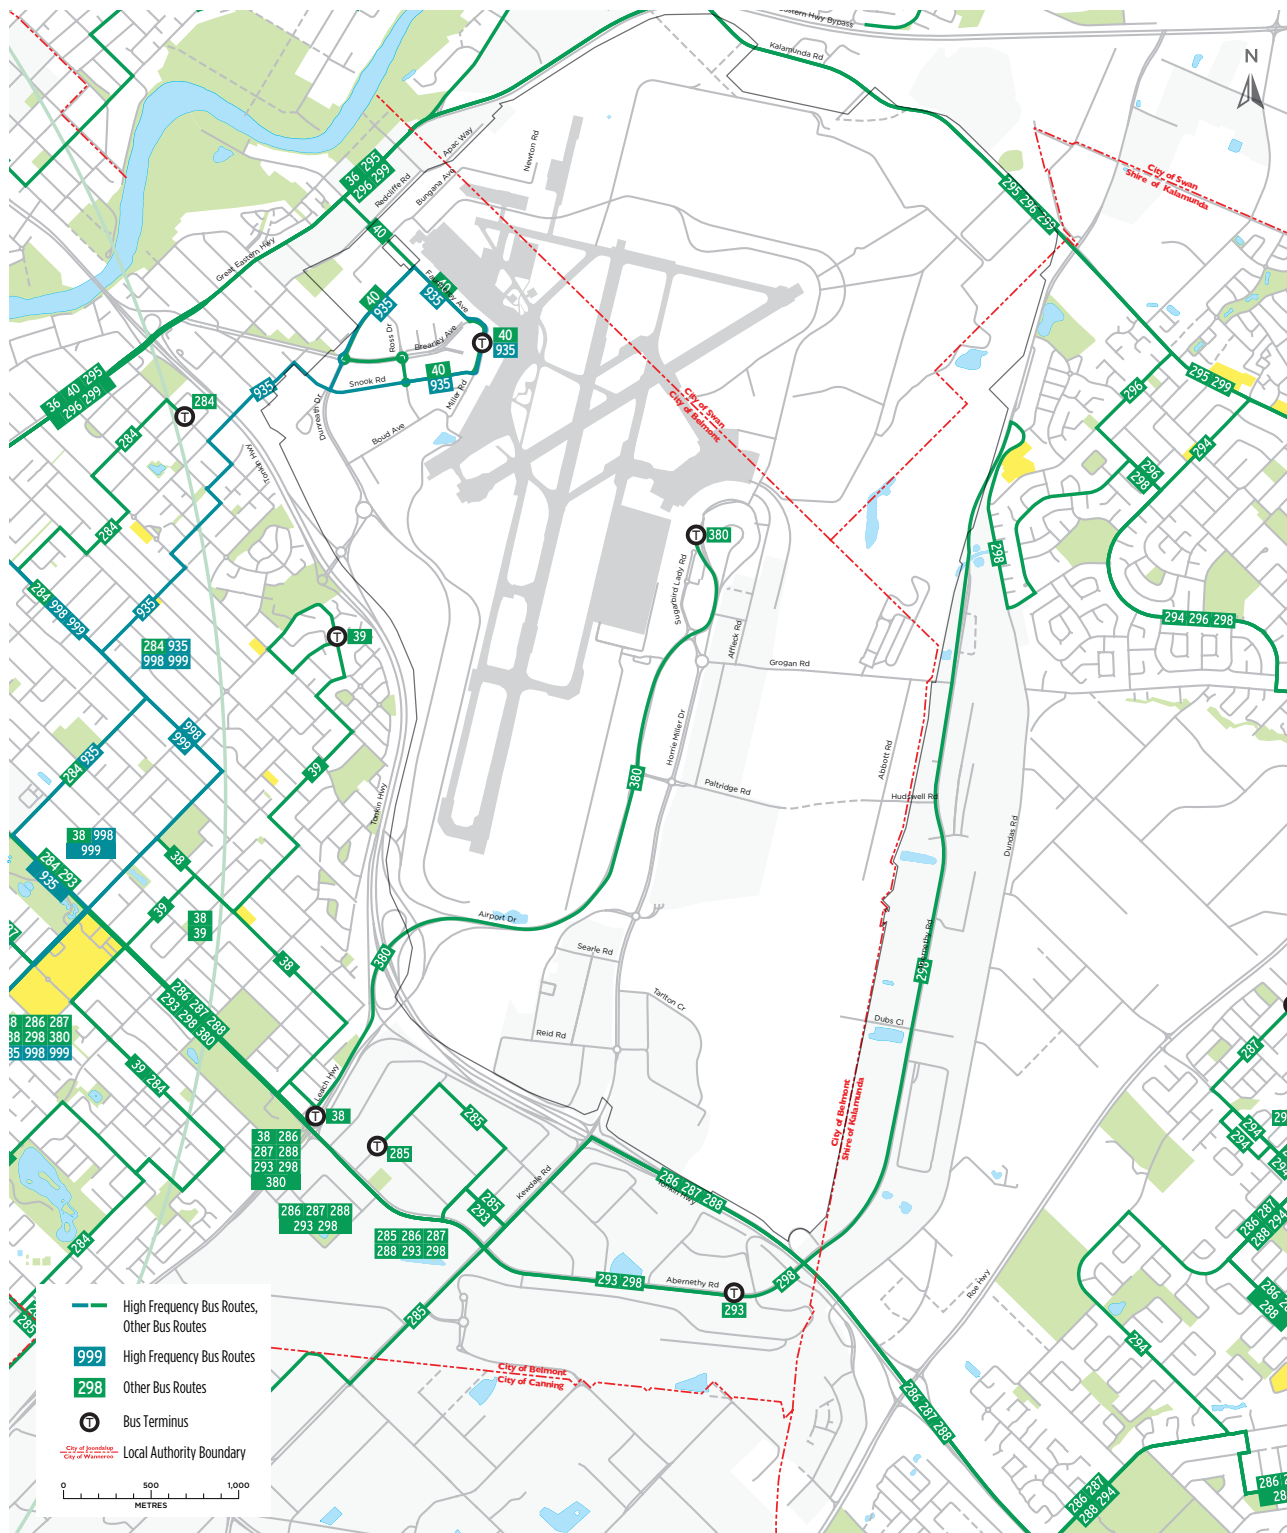 Eastern Hwy Bypass
Kalamunda Rd
N
Newton Rd
Apac Way
Redcliffe Rd
Bungana Ave
36 295
296 299
City of Swan
Shire of Kalamunda
295 296 299
40
Great Eastern Hwy
40
935
40
935
Ross Dr
Brearley Ave
40
935
Snook Rd
40
935
Miller Rd
935
36 40 295
296 299
284
Dunreath Dr
Boud Ave
Tonkin Hwy
City of Swan
City of Belmont
295 299
296
294
296
298
284
284
380
298
Sugarbird Lady Rd
284 998 999
935
39
284 935
998 999
Affleck Rd
Grogan Rd
294 296 298
998
999
Horrie Miller Dr
Abbott Rd
284 935
39
380
Paltridge Rd
Hudswell Rd
Tonkin Hwy
Dundas Rd
38 998
999
38
284 293
935
39
38
39
Airport Dr
Searle Rd
380
38
298
Tarlton Cr
Reid Rd
Dubs Cl
286 287 288
293 298 380
286 287
298 380
998 999
287
39 284
Leach Hwy
38
285
285
City of Belmont
Shire of Kalamunda
294
294
38 286
287 288
293 298
380
Kewdale Rd
286 287 288
Tonkin Hwy
285
293
286 287 288
293 298
285 286 287
288 293 298
284
286 287
288 294
293 298
Abernethy Rd
298
293
Roe Hwy
285
285
286
288
294
City of Belmont
City of Canning
286 287 288
286 287
288 294
High Frequency Bus Routes,
Other Bus Routes
999 High Frequency Bus Routes
298 Other Bus Routes
T Bus Terminus
City of Joondalup
City of Wanneroo
Local Authority Boundary
0 500 1,000
METRES